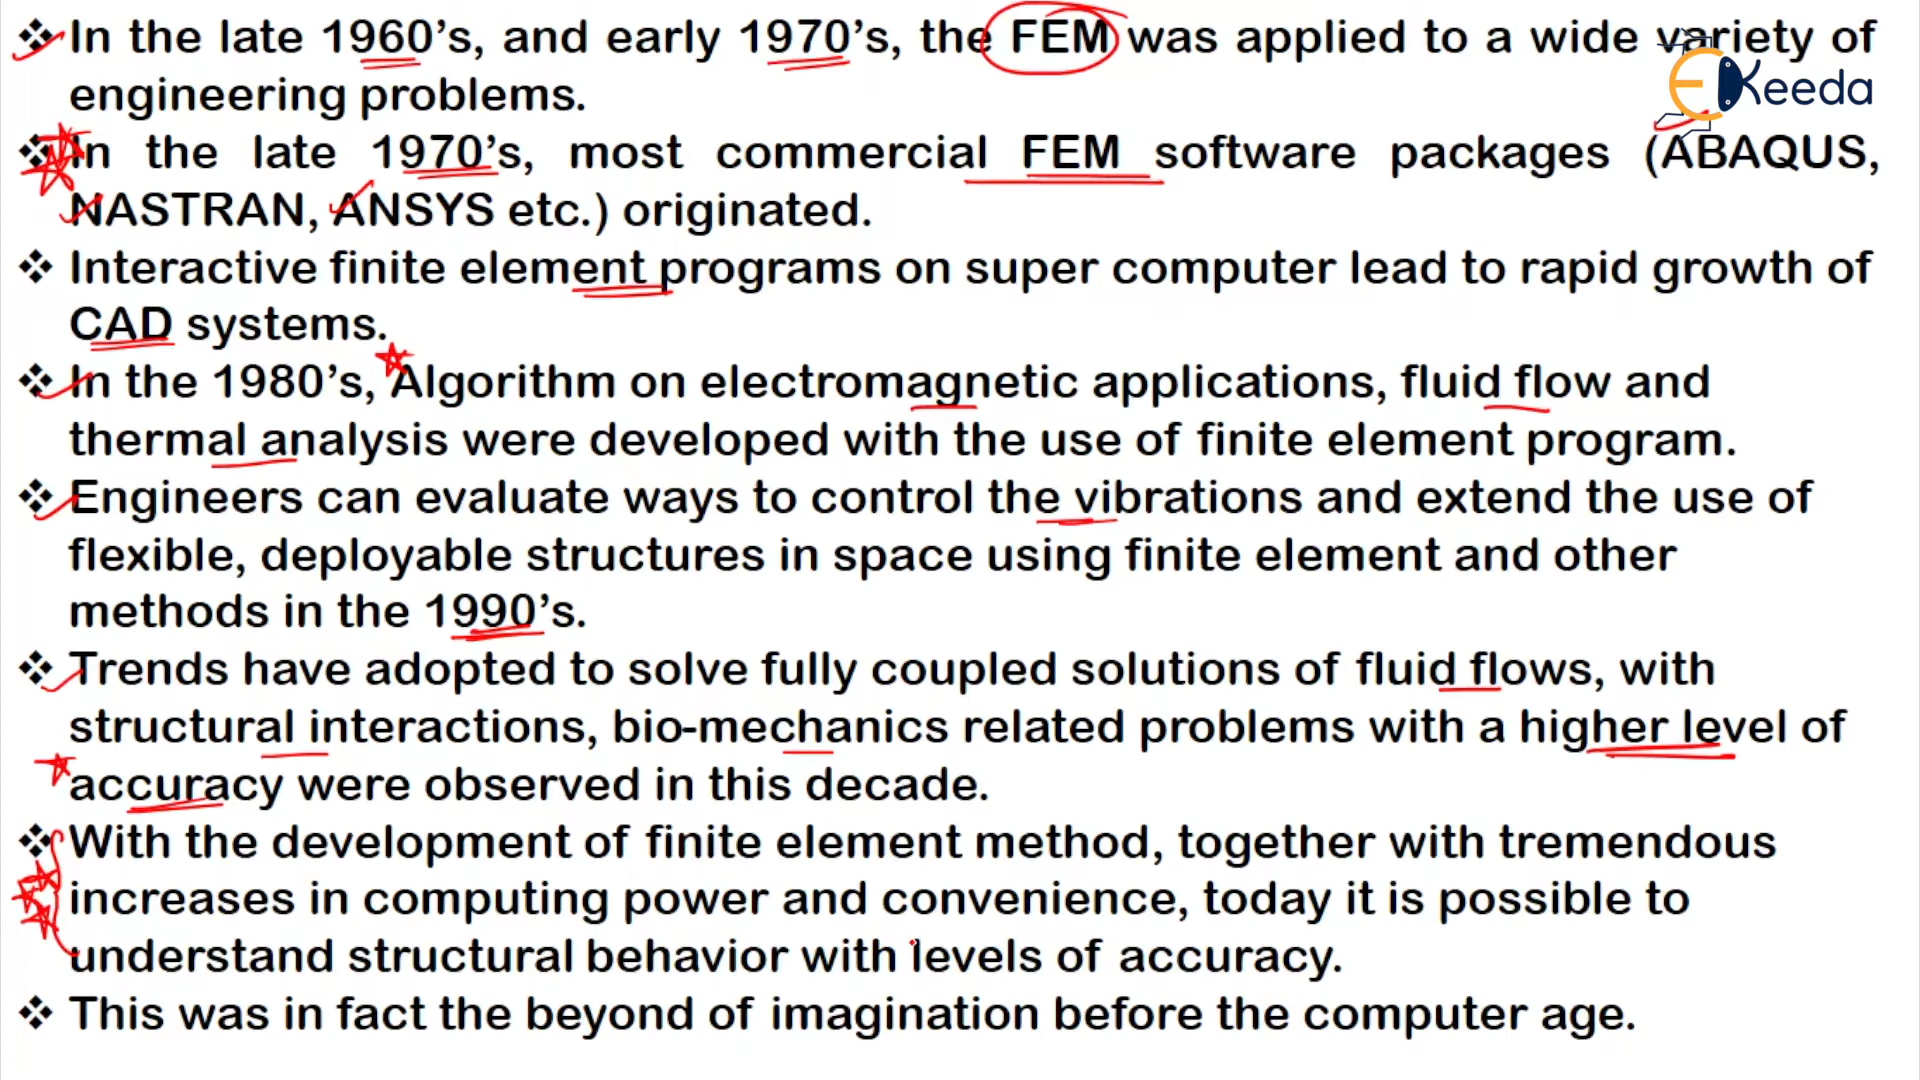 ❖ In the late 1960's, and early 1970's, the FEM was applied to a wide variety of
engineering problems.
EKeeda
❖ In the late 1970's, most commercial FEM software packages (ABAQUS,
NASTRAN, ANSYS etc.) originated.
❖ Interactive finite element programs on super computer lead to rapid growth of
CAD systems.
❖ In the 1980's, Algorithm on electromagnetic applications, fluid flow and
thermal analysis were developed with the use of finite element program.
❖ Engineers can evaluate ways to control the vibrations and extend the use of
flexible, deployable structures in space using finite element and other
methods in the 1990's.
❖ Trends have adopted to solve fully coupled solutions of fluid flows, with
structural interactions, bio-mechanics related problems with a higher level of
accuracy were observed in this decade.
❖ With the development of finite element method, together with tremendous
increases in computing power and convenience, today it is possible to
understand structural behavior with levels of accuracy.
❖ This was in fact the beyond of imagination before the computer age.